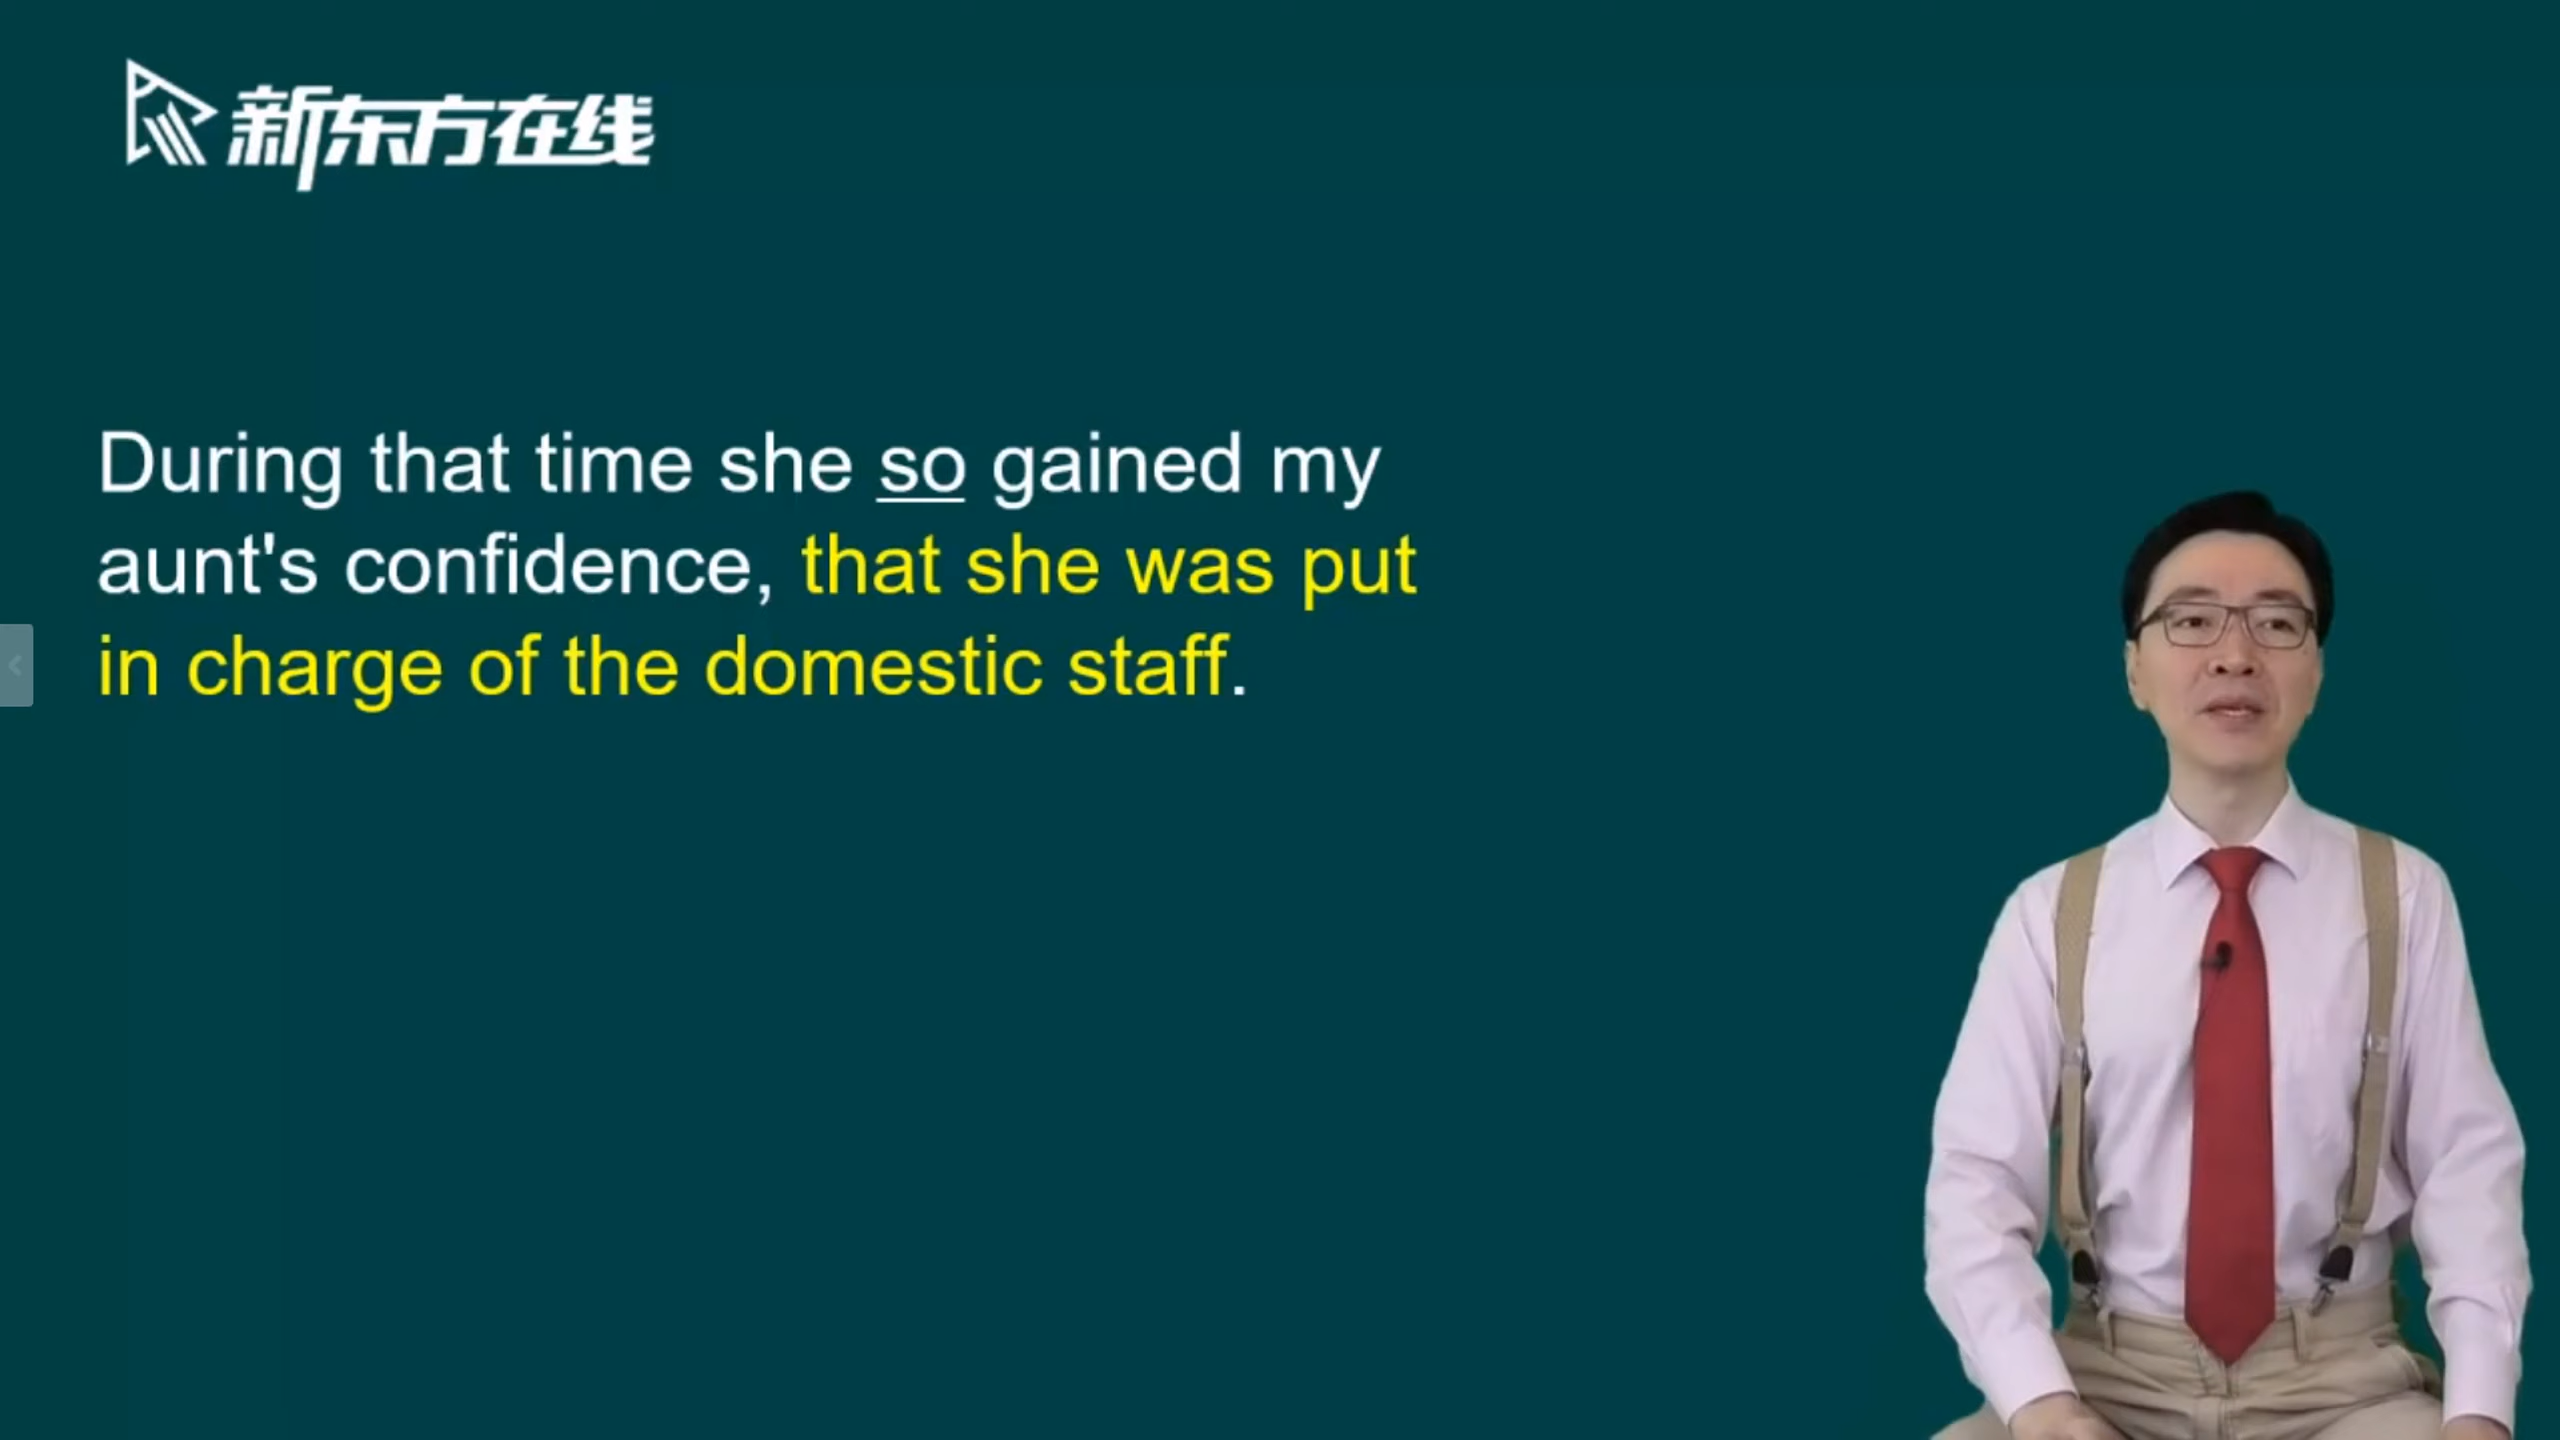 新东方在线
During that time she so gained my
aunt's confidence, that she was put
in charge of the domestic staff.